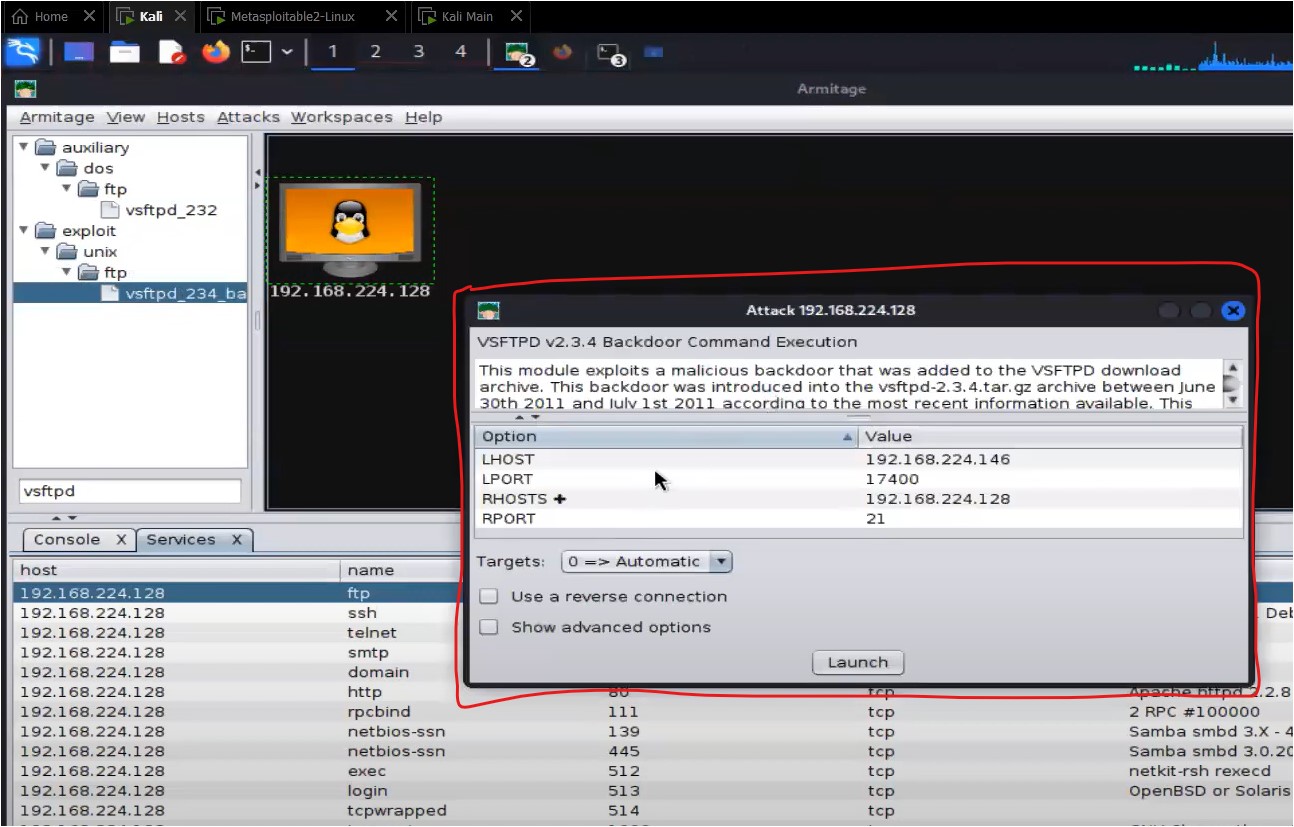 Home
Kali
Metasploitable2-Linux
Kali Main
1 2 3 4
2
3
Armitage
Armitage View Hosts Attacks Workspaces Help
auxiliary
dos
ftp
vsftpd_232
exploit
unix
ftp
vsftpd_234_ba
vsftpd
192.168.224.128
Attack 192.168.224.128
VSFTPD v2.3.4 Backdoor Command Execution
This module exploits a malicious backdoor that was added to the VSFTPD download
archive. This backdoor was introduced into the vsftpd-2.3.4.tar.gz archive between June
30th 2011 and July 1st 2011 according to the most recent information available. This
Option Value
LHOST 192.168.224.146
LPORT 17400
RHOSTS + 192.168.224.128
RPORT 21
Targets: 0 => Automatic
Use a reverse connection
Show advanced options
Launch
Console X Services X
host name
192.168.224.128 ftp
192.168.224.128 ssh Deb
192.168.224.128 telnet
192.168.224.128 smtp
192.168.224.128 domain
192.168.224.128 http 80 tcp Apache httpd 2.2.8
192.168.224.128 rpcbind 111 tcp 2 RPC #100000
192.168.224.128 netbios-ssn 139 tcp Samba smbd 3.X - 4
192.168.224.128 netbios-ssn 445 tcp Samba smbd 3.0.20
192.168.224.128 exec 512 tcp netkit-rsh rexecd
192.168.224.128 login 513 tcp OpenBSD or Solaris
192.168.224.128 tcpwrapped 514 tcp